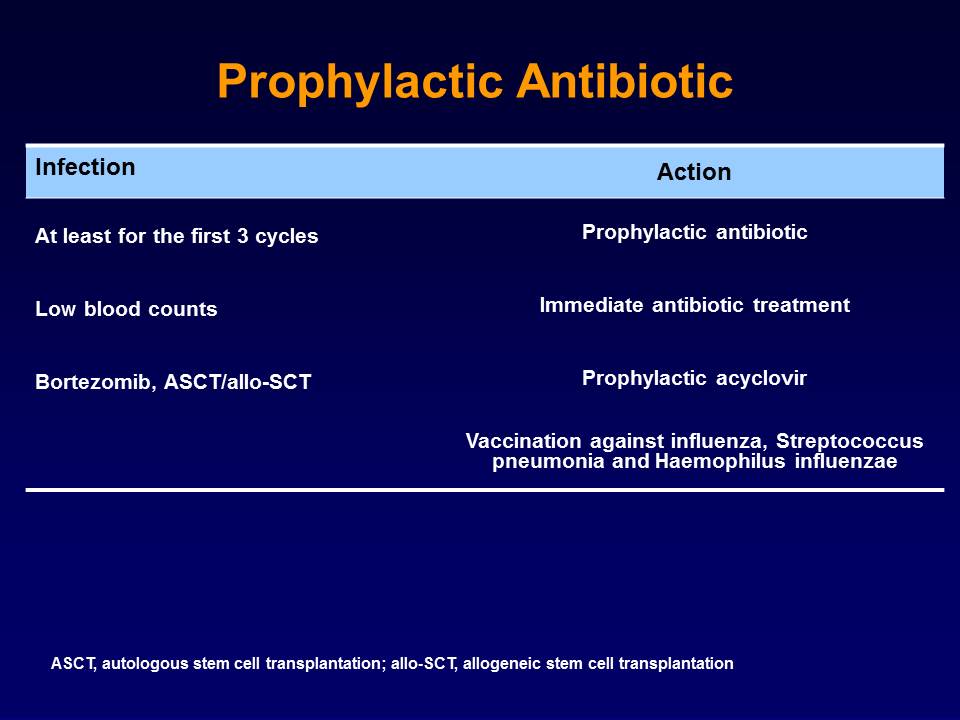 Prophylactic Antibiotic
Infection
Action
At least for the first 3 cycles
Prophylactic antibiotic
Low blood counts
Immediate antibiotic treatment
Bortezomib, ASCT/allo-SCT
Prophylactic acyclovir
Vaccination against influenza, Streptococcus
pneumonia and Haemophilus influenzae
ASCT, autologous stem cell transplantation; allo-SCT, allogeneic stem cell transplantation